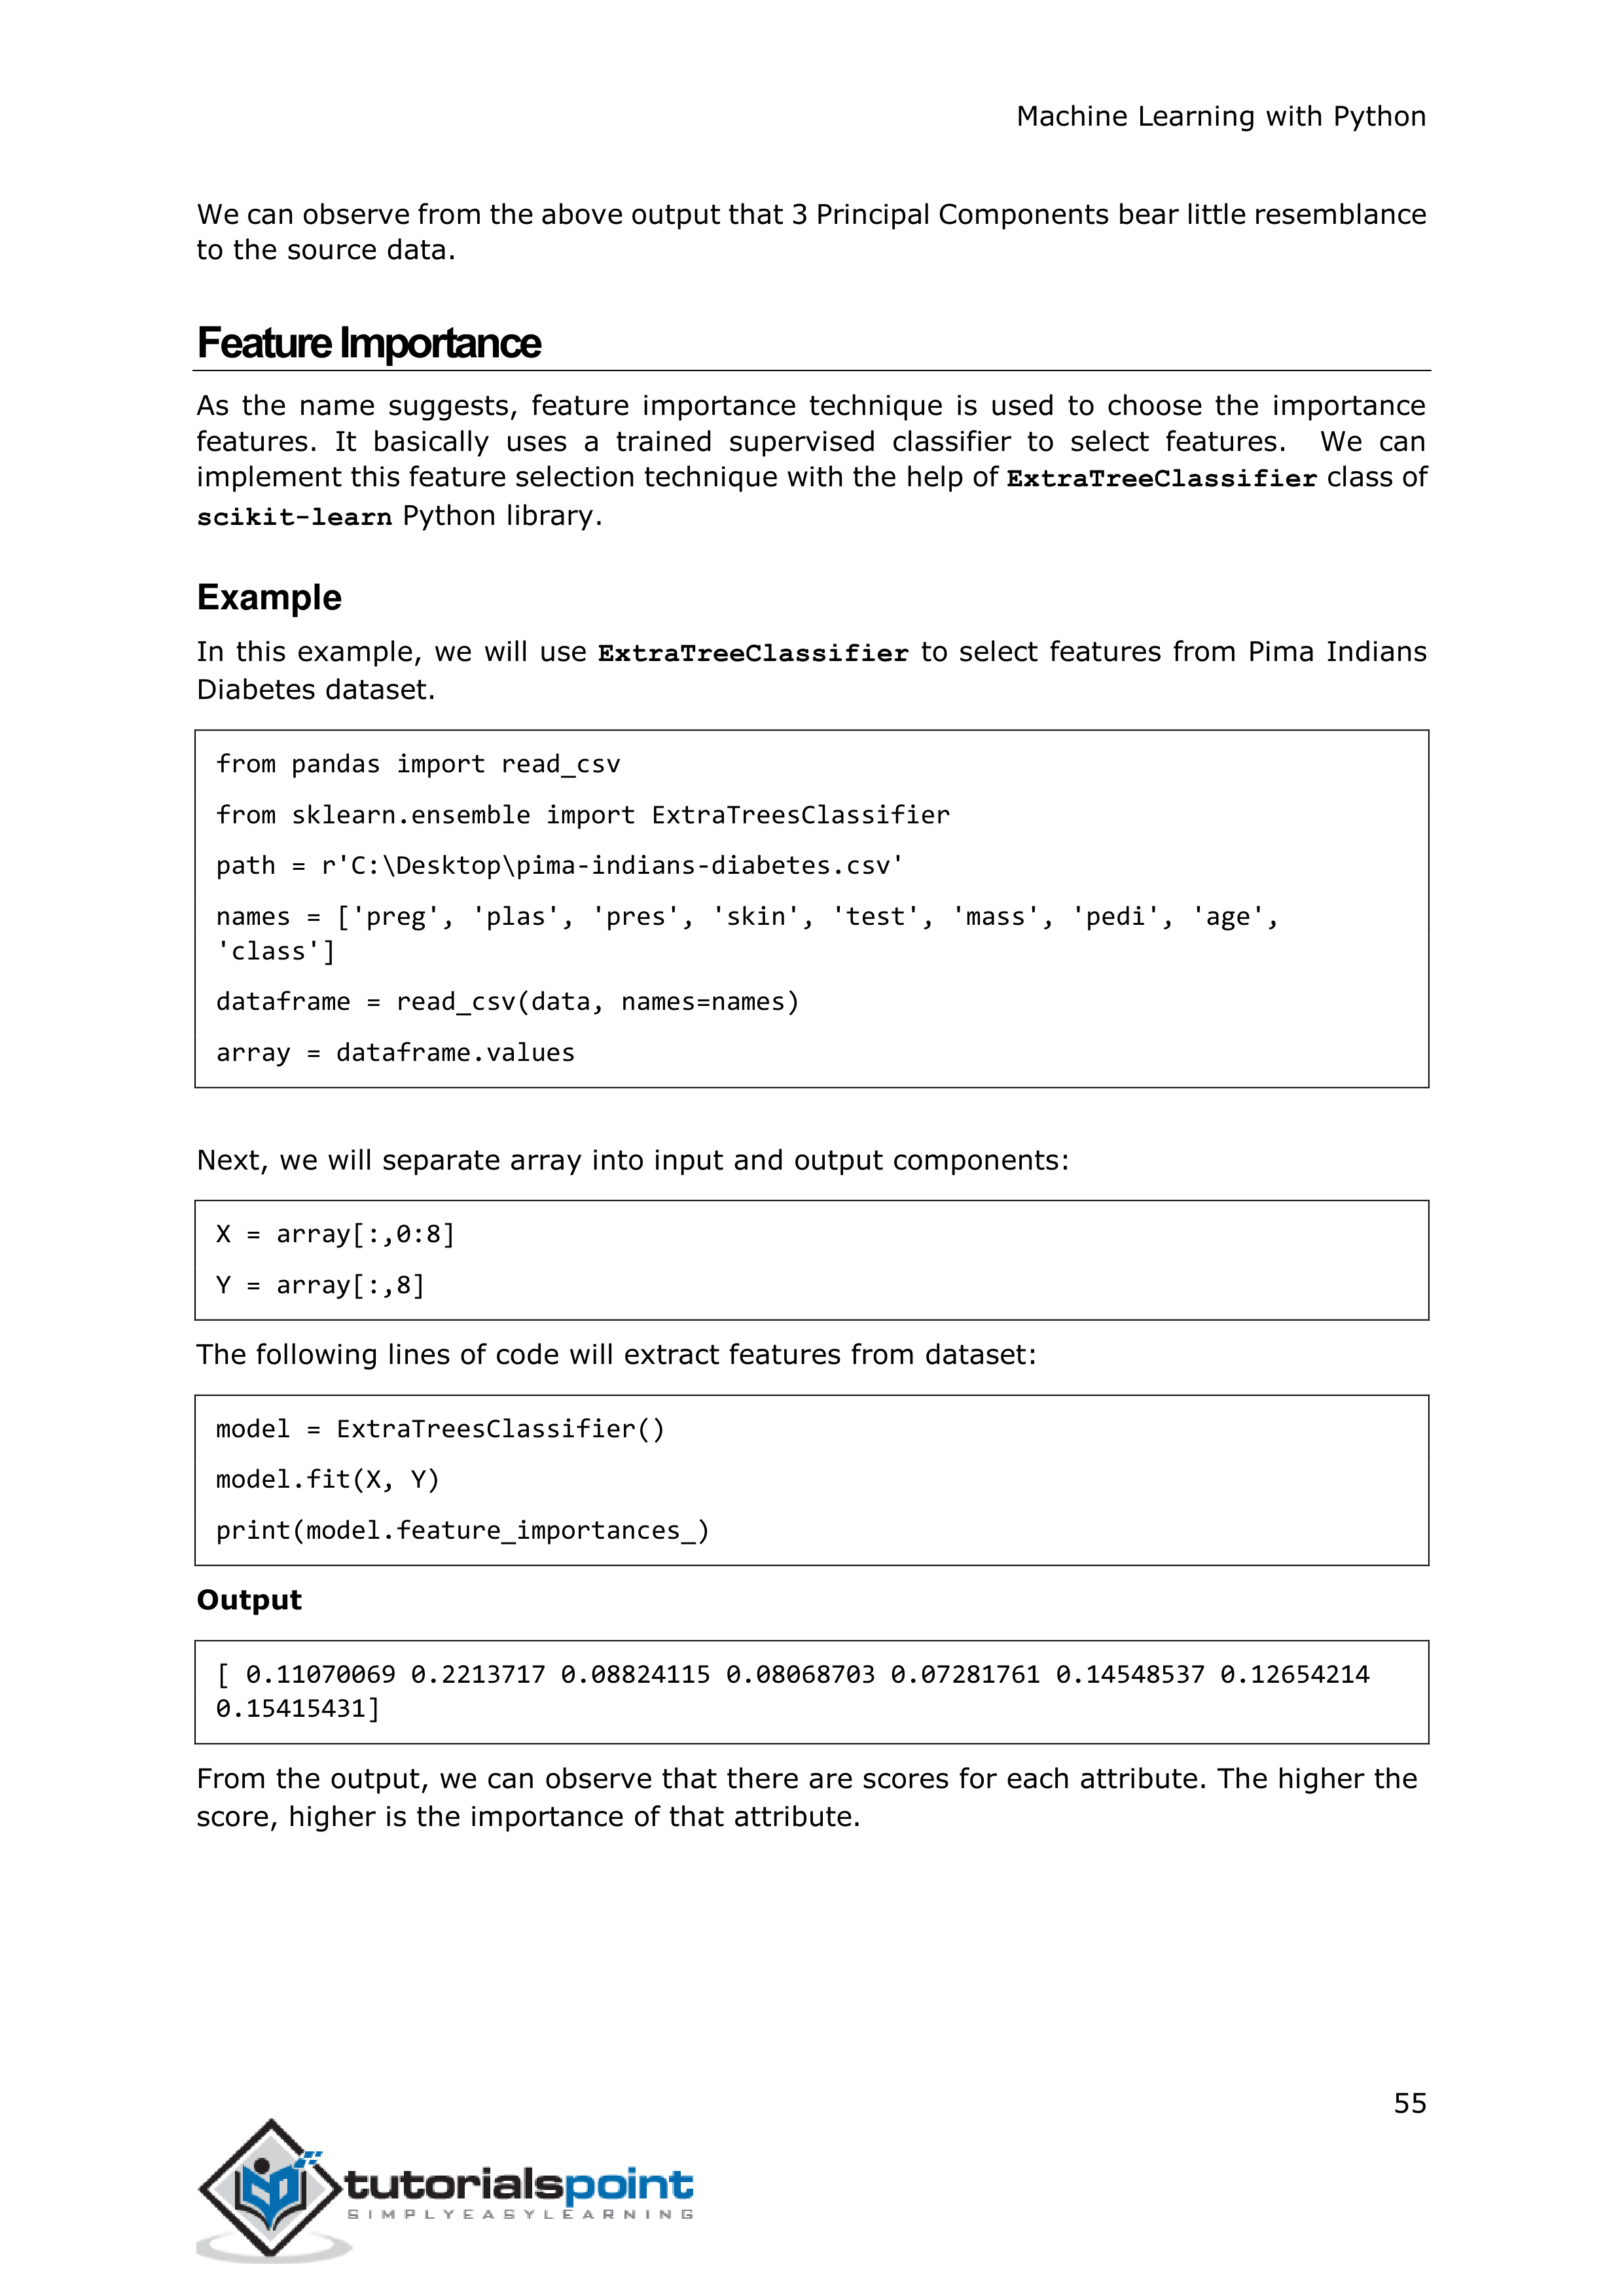 Machine Learning with Python
We can observe from the above output that 3 Principal Components bear little resemblance
to the source data.
Feature Importance
As the name suggests, feature importance technique is used to choose the importance
features. It basically uses a trained supervised classifier to select features. We can
implement this feature selection technique with the help of ExtraTreeClassifier class of
scikit-learn Python library.
Example
In this example, we will use ExtraTreeClassifier to select features from Pima Indians
Diabetes dataset.
from pandas import read_csv
from sklearn.ensemble import ExtraTreesClassifier
path = r'C:\Desktop\pima-indians-diabetes.csv'
names = ['preg', 'plas', 'pres', 'skin', 'test', 'mass', 'pedi', 'age',
'class']
dataframe = read_csv(data, names=names)
array = dataframe.values
Next, we will separate array into input and output components:
X = array[:,0:8]
Y = array[:,8]
The following lines of code will extract features from dataset:
model = ExtraTreesClassifier()
model.fit(X, Y)
print(model.feature_importances_)
Output
[ 0.11070069 0.2213717 0.08824115 0.08068703 0.07281761 0.14548537 0.12654214
0.15415431]
From the output, we can observe that there are scores for each attribute. The higher the
score, higher is the importance of that attribute.
55
tutorialspoint
SIMPLYEASYLEARNING